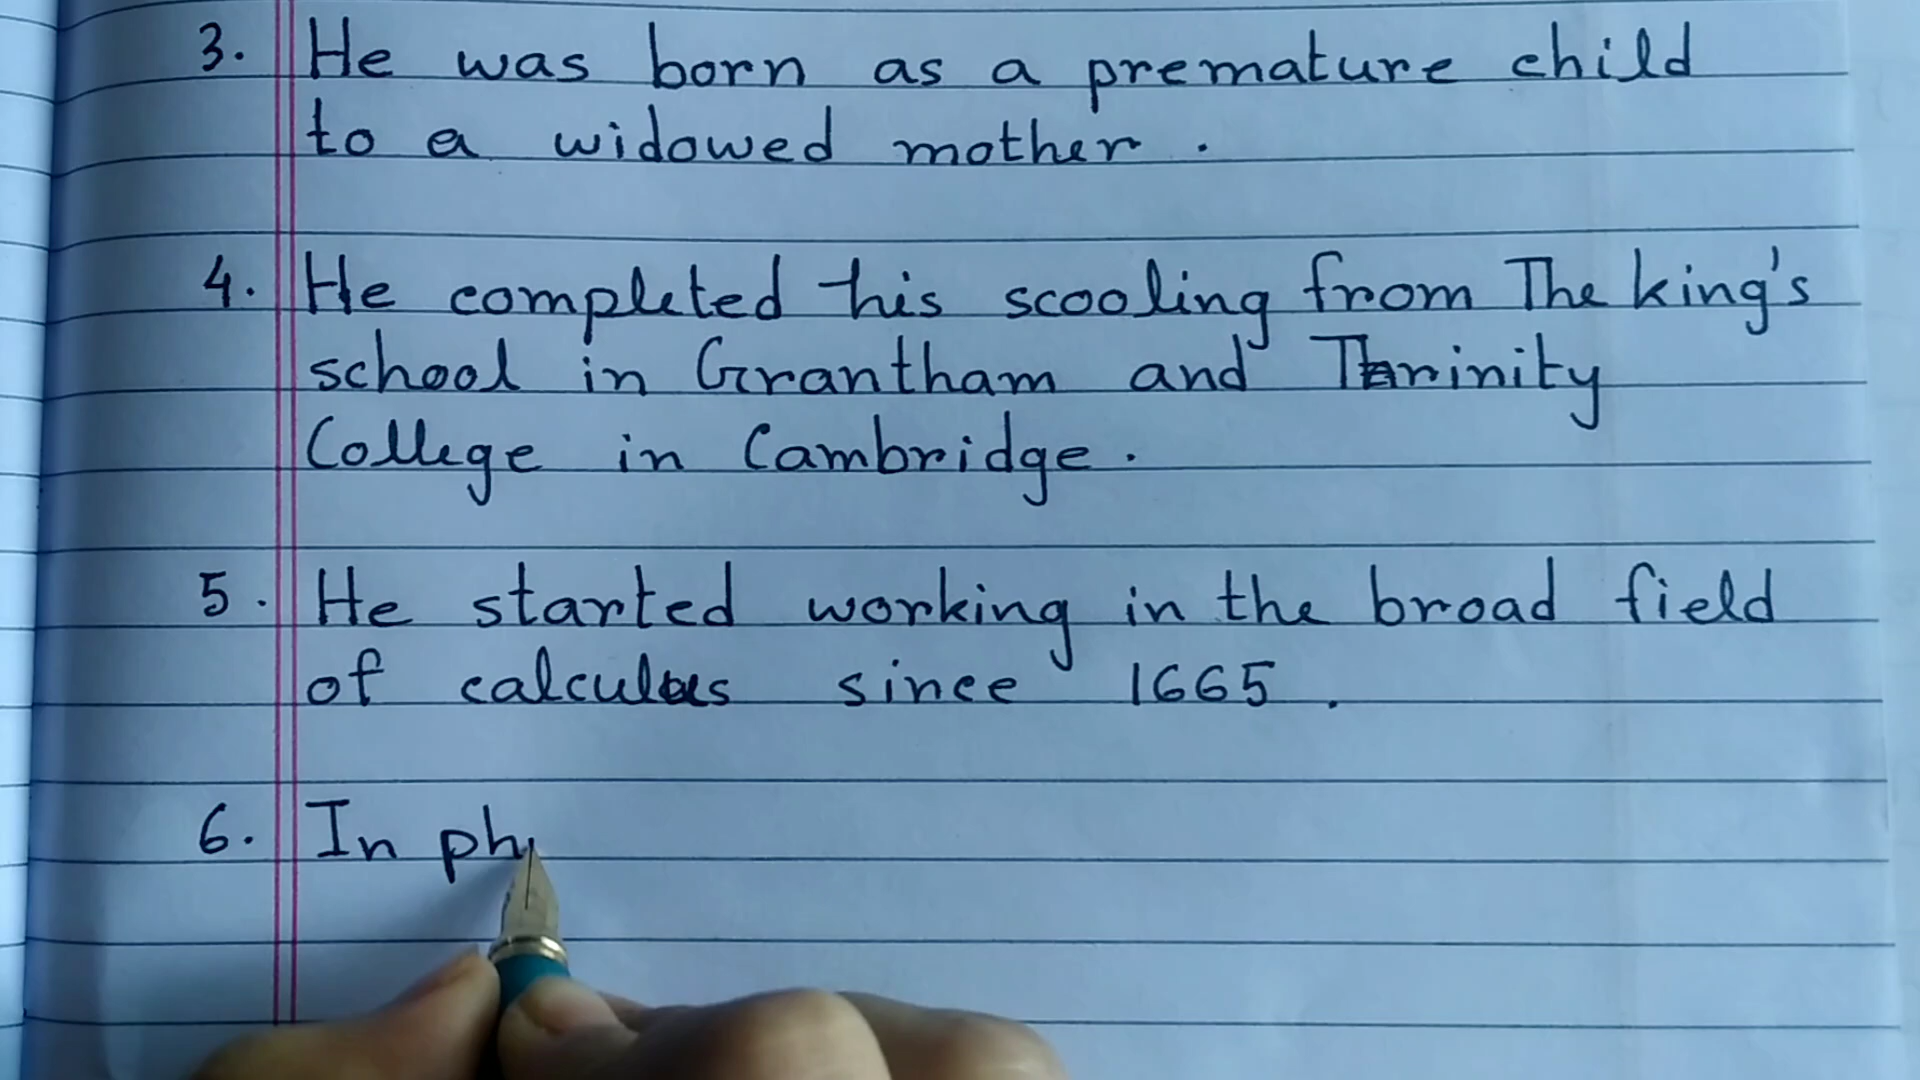 3. He was born as a premature child
to a widowed mother.
4. He completed his scooling from The king's
school in Grantham and Trinity
College in Cambridge.
5. He started working in the broad field
of calculus since 1665.
6. In ph